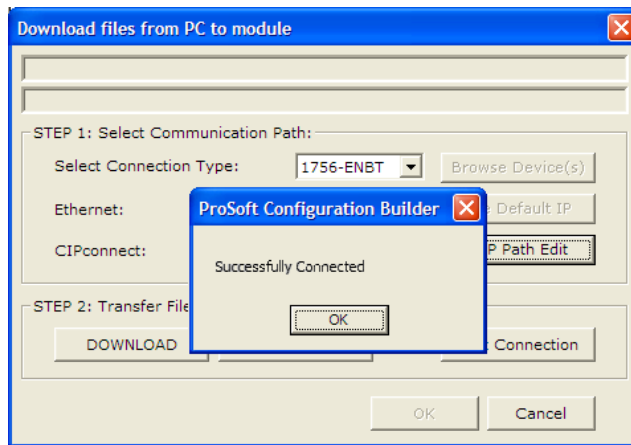 Download files from PC to module
STEP 1: Select Communication Path:
Select Connection Type: 1756-ENBT Browse Device(s)
Ethernet: Default IP
CIPconnect: Path Edit
ProSoft Configuration Builder
Successfully Connected
OK
STEP 2: Transfer
DOWNLOAD Connection
OK Cancel